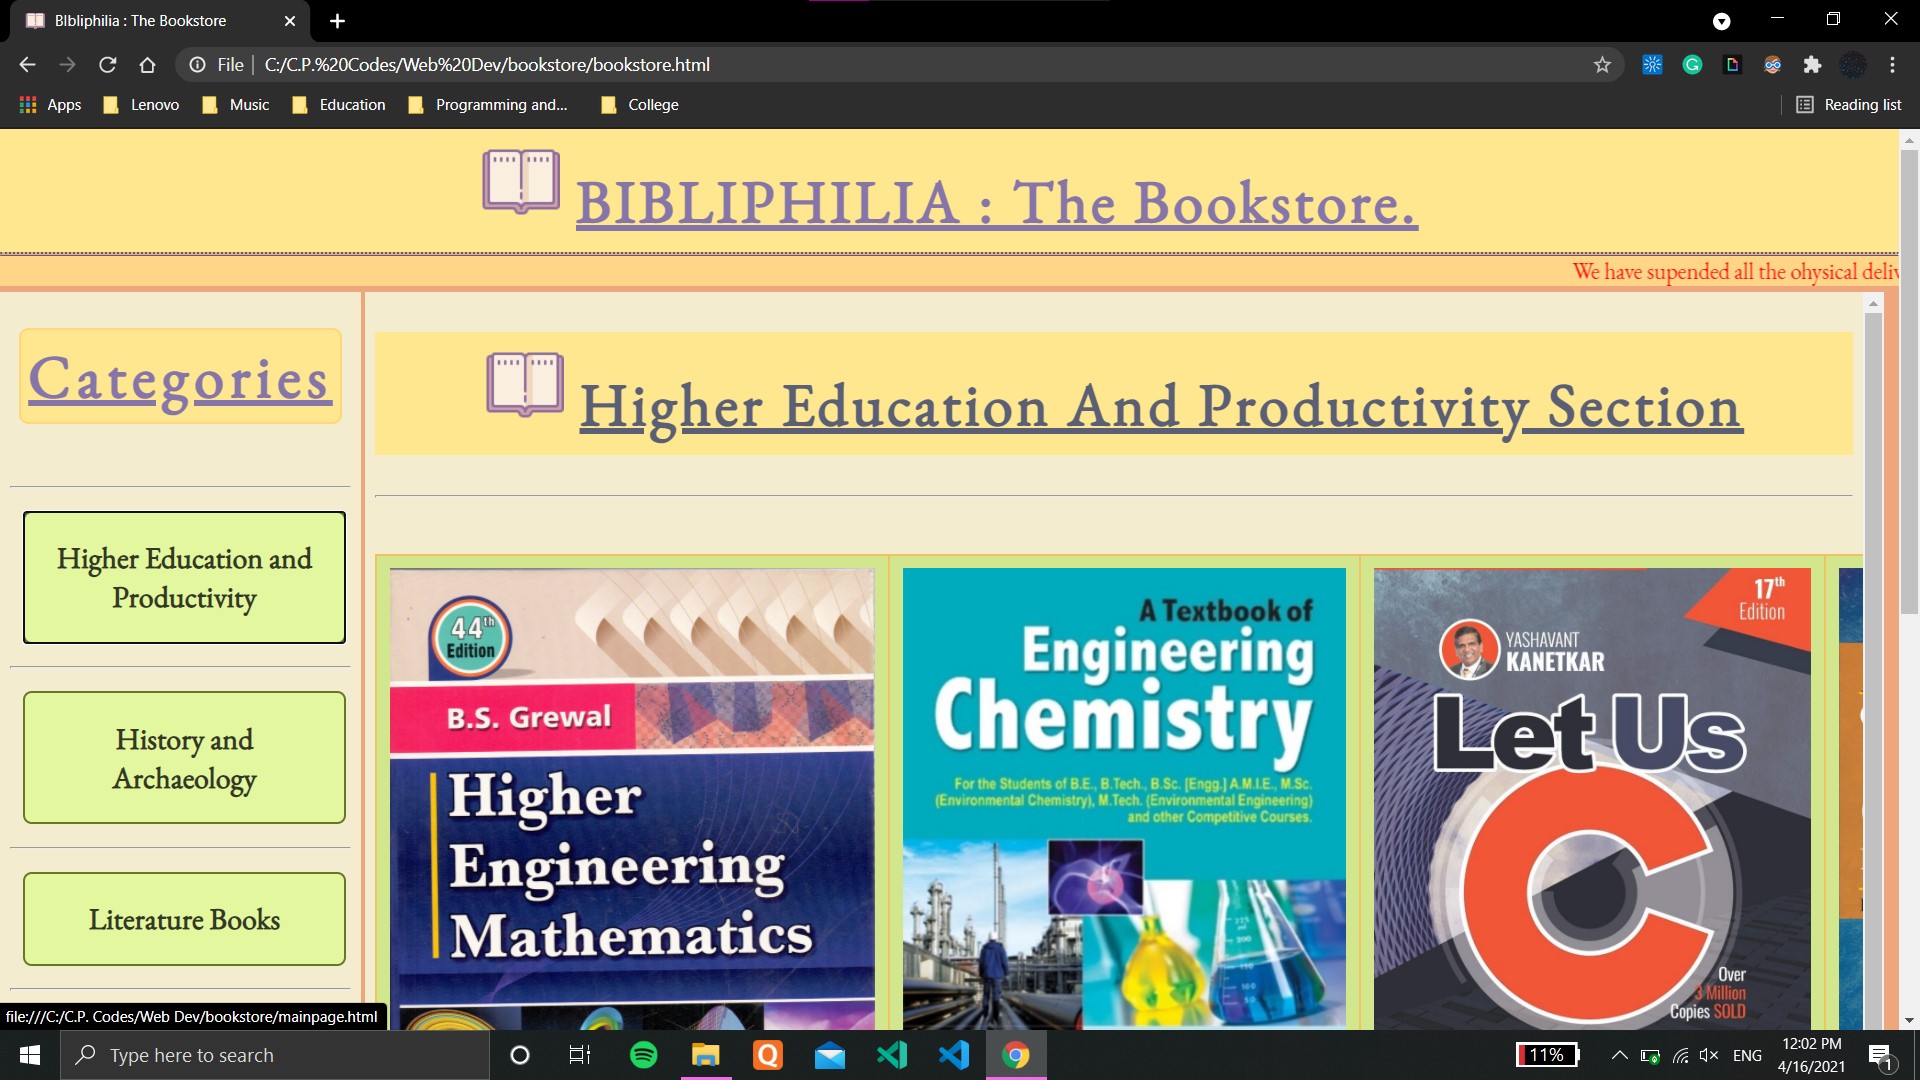 BIbliphilia : The Bookstore
File
C:/C.P.%20Codes/Web%20Dev/bookstore/bookstore.html
Apps
Lenovo
Music
Education
Programming and...
College
Reading list
BIBLIPHILIA : The Bookstore.
We have supended all the ohysical deliv
Categories
Higher Education and
Productivity
History and
Archaeology
Literature Books
Higher Education And Productivity Section
44th
Edition
B.S. Grewal
Higher
Engineering
Mathematics
A Textbook of
Engineering
Chemistry
For the Students of B.E., B.Tech., B.Sc. [Engg.] A.M.I.E., M.Sc.
(Environmental Chemistry), M.Tech. (Environmental Engineering)
and other Competitive Courses.
17th
Edition
YASHAVANT
KANETKAR
Let Us
C
Over
3 Million
Copies SOLD
file:///C:/C.P. Codes/Web Dev/bookstore/mainpage.html
Type here to search
11%
ENG
12:02 PM
4/16/2021
1